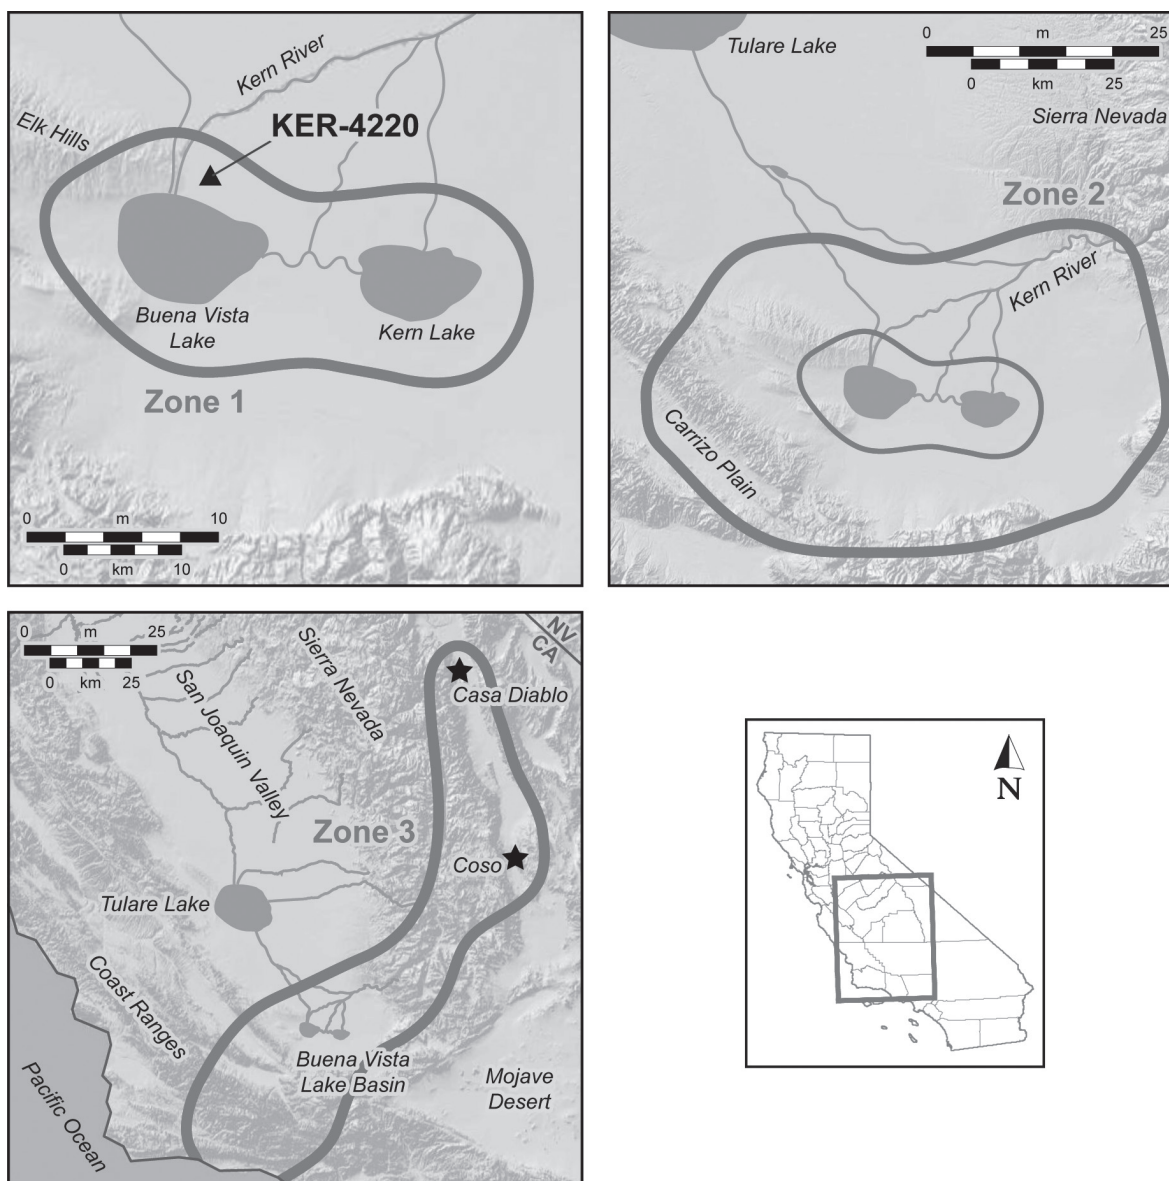 Kern River
Elk Hills
KER-4220
Buena Vista
Lake
Kern Lake
Zone 1
0 m 10
0 km 10
Tulare Lake
0 m 25
0 km 25
Sierra Nevada
Zone 2
Kern River
Carrizo Plain
0 m 25
0 km 25
NV
CA
Sierra Nevada
Casa Diablo
San Joaquin Valley
Zone 3
Coso
Tulare Lake
Coast Ranges
Buena Vista
Lake Basin
Mojave
Desert
Pacific Ocean
N